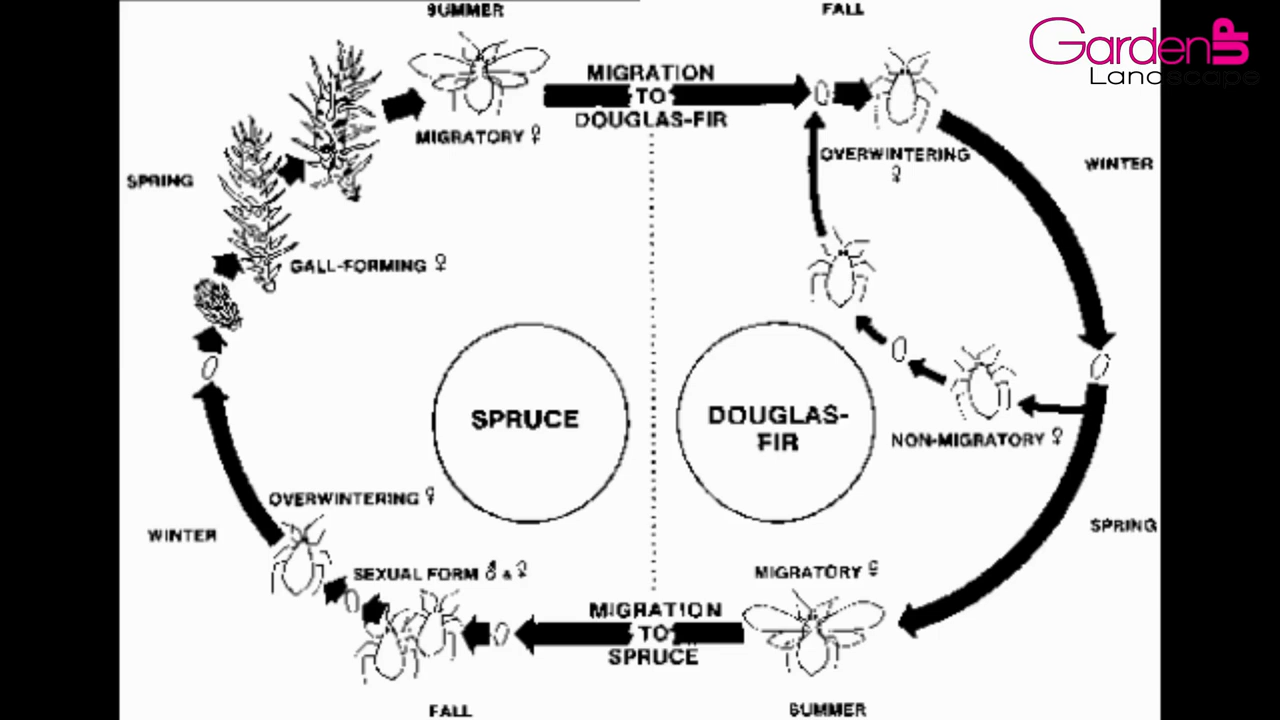 SUMMER
FALL
GardenUP
Landscape
MIGRATION
TO
DOUGLAS-FIR
MIGRATORY ♀
OVERWINTERING
♀
WINTER
SPRING
GALL-FORMING ♀
SPRUCE
DOUGLAS-
FIR
NON-MIGRATORY ♀
OVERWINTERING ♀
WINTER
SPRING
SEXUAL FORM ♂ & ♀
MIGRATORY ♀
MIGRATION
TO
SPRUCE
FALL
SUMMER